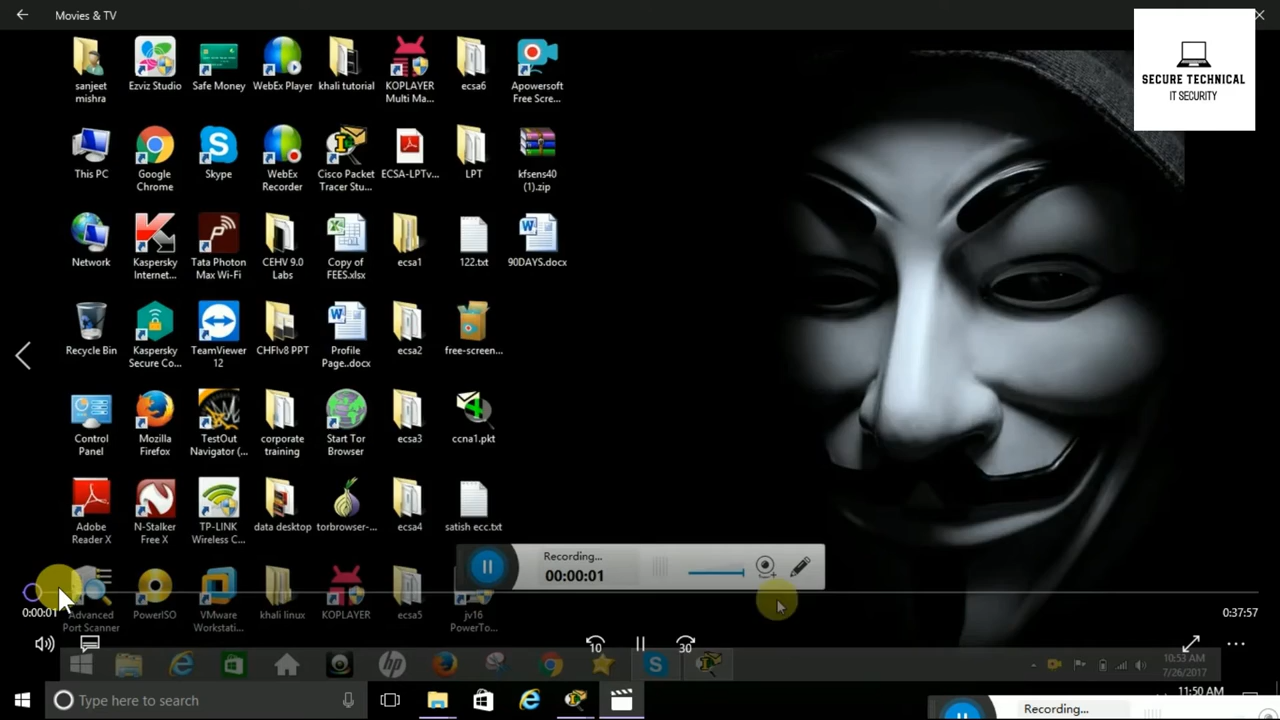 Movies & TV
SECURE TECHNICAL
IT SECURITY
sanjeet
mishra
Ezviz Studio
Safe Money
WebEx Player
khali tutorial
KOPLAYER
Multi Ma...
ecsa6
Apowersoft
Free Scre...
This PC
Google
Chrome
Skype
WebEx
Recorder
Cisco Packet
Tracer Stu...
ECSA-LPTv...
LPT
kfsens40
(1).zip
Network
Kaspersky
Internet...
Tata Photon
Max Wi-Fi
CEHV 9.0
Labs
Copy of
FEES.xlsx
ecsa1
122.txt
90DAYS.docx
Recycle Bin
Kaspersky
Secure Co...
TeamViewer
12
CHFIv8 PPT
Profile
Page..docx
ecsa2
free-screen...
Control
Panel
Mozilla
Firefox
TestOut
Navigator (...
corporate
training
Start Tor
Browser
ecsa3
ccna1.pkt
Adobe
Reader X
N-Stalker
Free X
TP-LINK
Wireless C...
data desktop
torbrowser-...
ecsa4
satish ecc.txt
Recording...
00:00:01
Advanced
Port Scanner
PowerISO
VMware
Workstati...
khali linux
KOPLAYER
ecsa5
jv16
PowerTo...
0:00:01
0:37:57
10
30
10:53 AM
7/26/2017
Type here to search
11:50 AM
Recording...